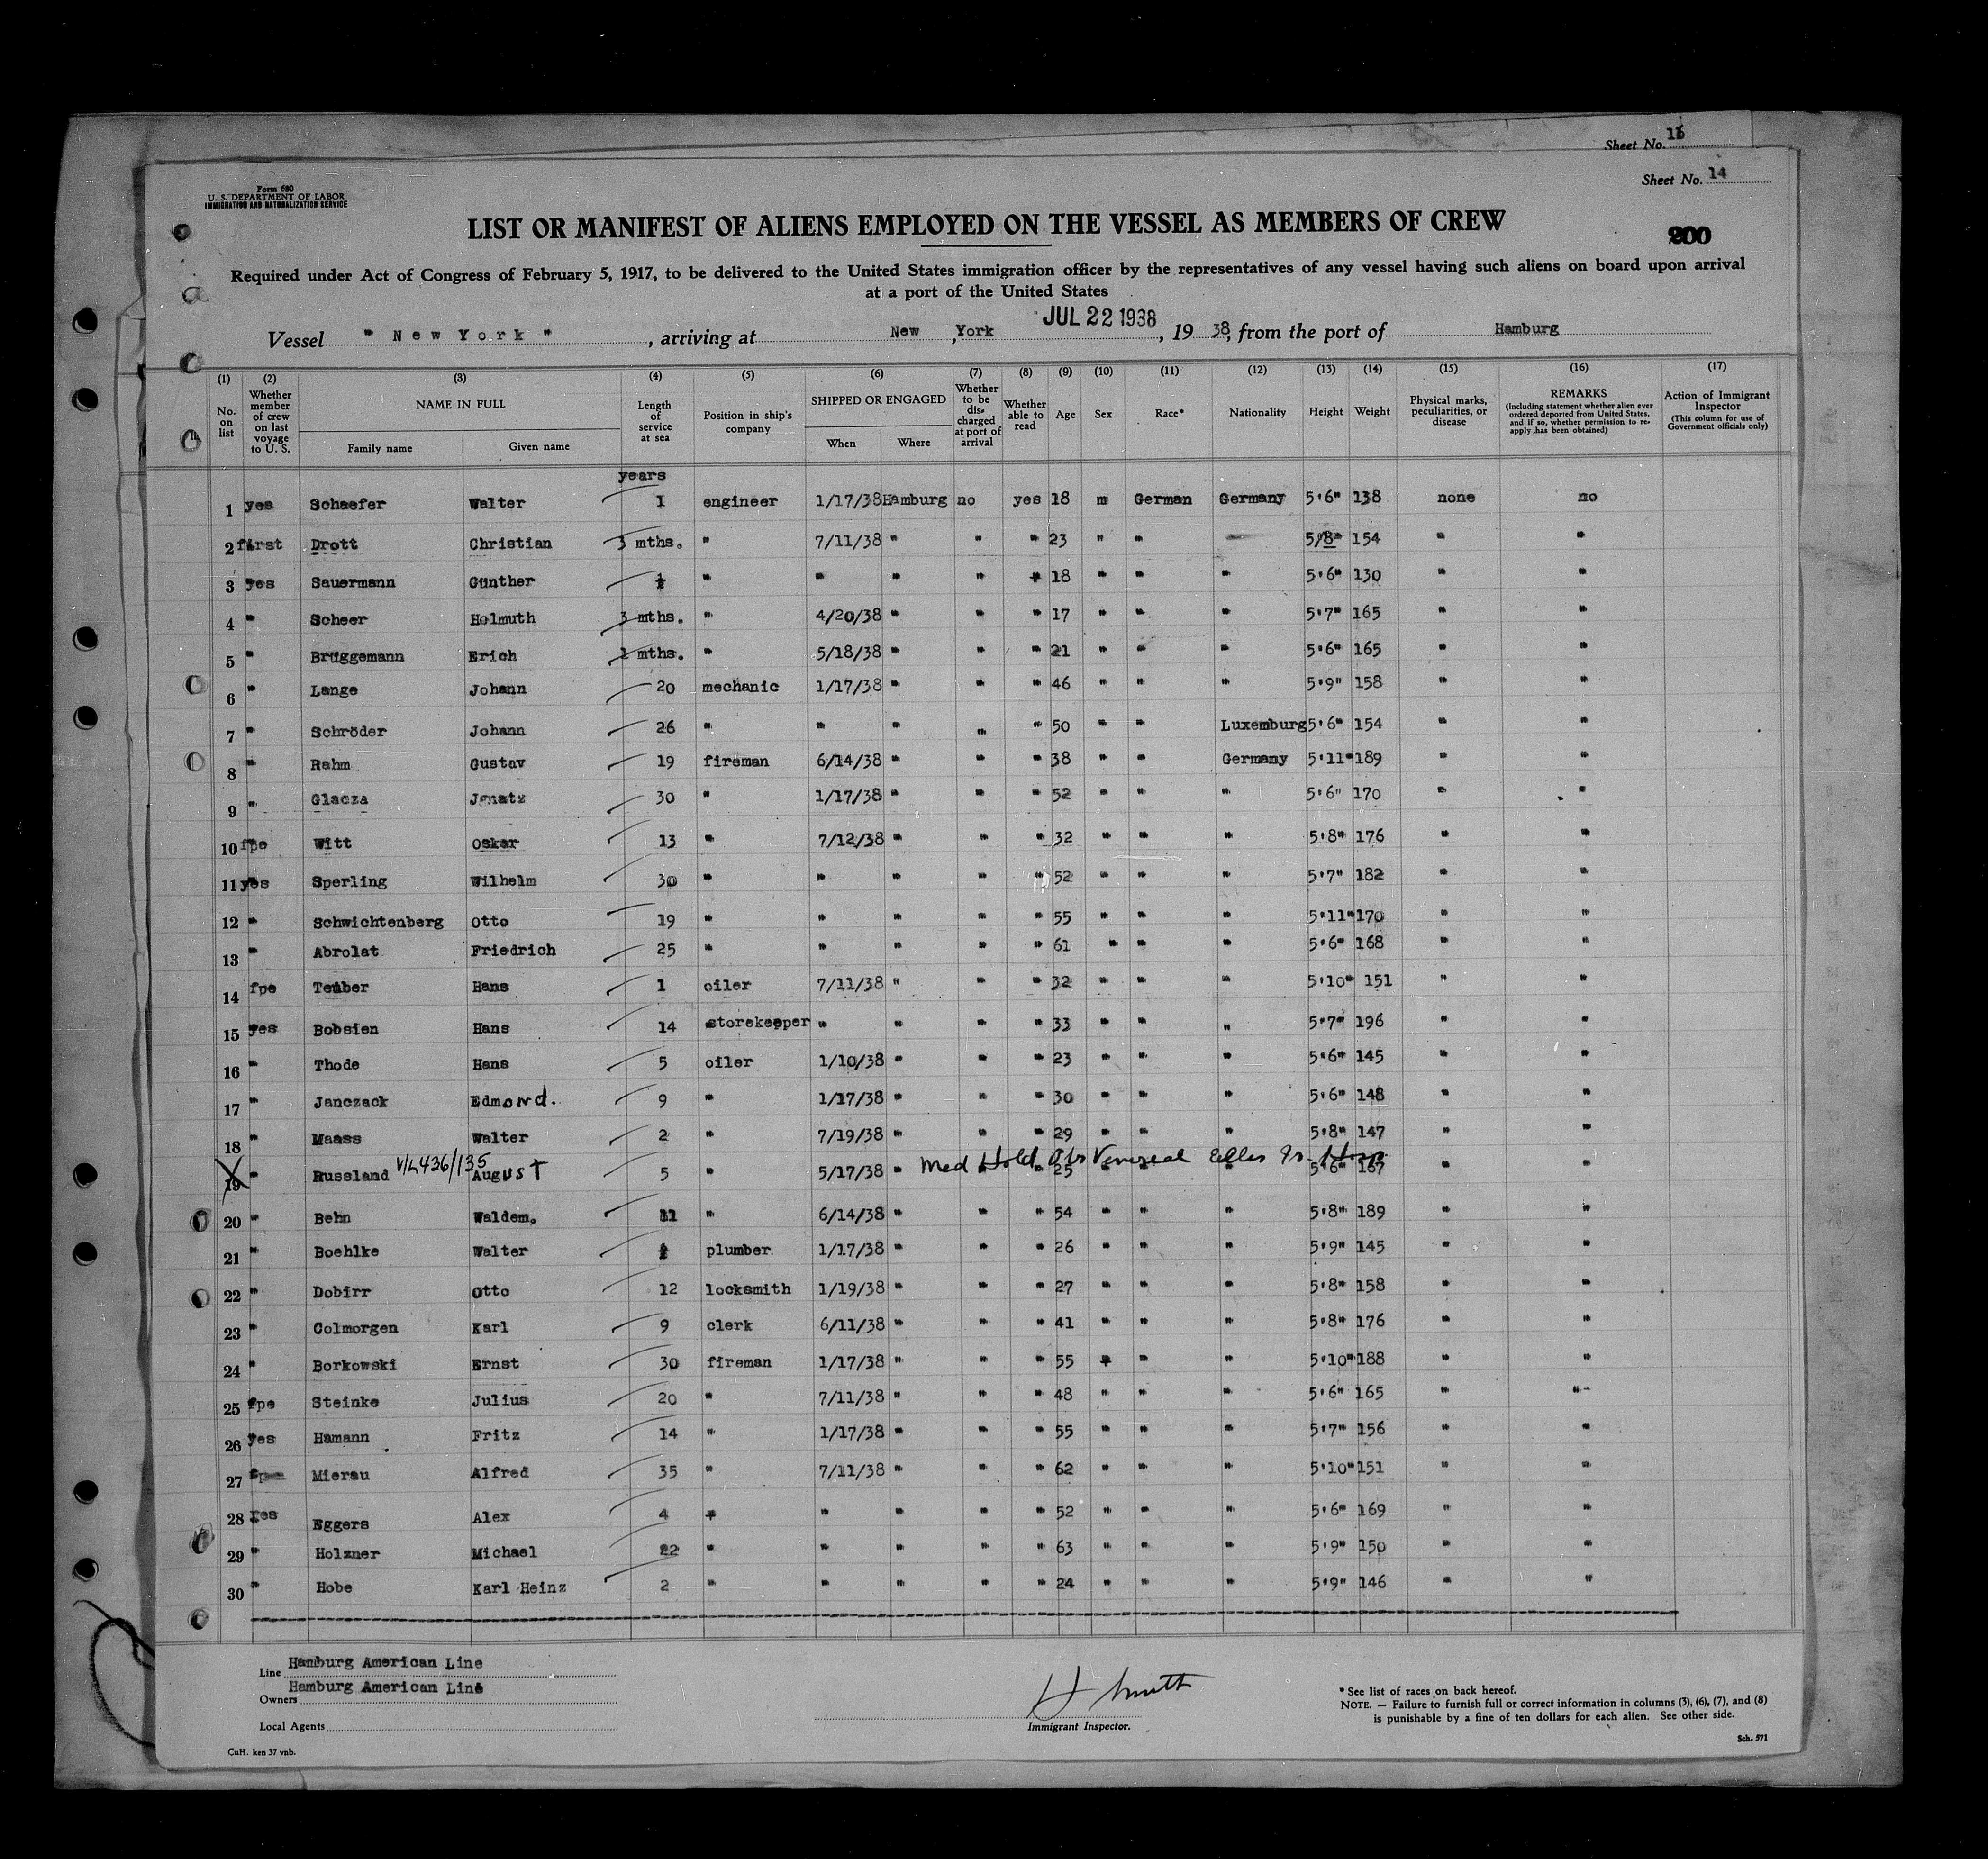 Sheet No. 16
Sheet No. 14
Form 680
U. S. DEPARTMENT OF LABOR
IMMIGRATION AND NATURALIZATION SERVICE
LIST OR MANIFEST OF ALIENS EMPLOYED ON THE VESSEL AS MEMBERS OF CREW
200
Required under Act of Congress of February 5, 1917, to be delivered to the United States immigration officer by the representatives of any vessel having such aliens on board upon arrival
at a port of the United States
JUL 22 1938
Vessel " New York " , arriving at New York , 19 38, from the port of Hamburg
(1) (2) (3) (4) (5) (6) (7) (8) (9) (10) (11) (12) (13) (14) (15) (16) (17)
No. on list
Whether member of crew on last voyage to U. S.
NAME IN FULL
Family name
Given name
Length of service at sea
Position in ship's company
SHIPPED OR ENGAGED
When
Where
Whether to be discharged at port of arrival
Whether able to read
Age
Sex
Race*
Nationality
Height
Weight
Physical marks, peculiarities, or disease
REMARKS
(Including statement whether alien ever ordered deported from United States, and if so, whether permission to reapply has been obtained)
Action of Immigrant Inspector
(This column for use of Government officials only)
years
1 yes Schaefer Walter 1 engineer 1/17/38 Hamburg no yes 18 m German Germany 5'6" 138 none no
2 first Drott Christian 3 mths. " 7/11/38 " " " 23 " " 5/8" 154 " "
3 yes Sauermann Günther " " " " " 18 " " " 5'6" 130 " "
4 " Scheer Helmuth 3 mths. " 4/20/38 " " " 17 " " " 5'7" 165 " "
5 " Brüggemann Erich 2 mths. " 5/18/38 " " " 21 " " " 5'6" 165 " "
6 " Lange Johann 20 mechanic 1/17/38 " " " 46 " " " 5'9" 158 " "
7 " Schröder Johann 26 " " " " " 50 " " Luxemburg 5'6" 154 " "
8 " Rahm Gustav 19 fireman 6/14/38 " " " 38 " " Germany 5'11" 189 " "
9 " Glacza Jgnatz 30 " 1/17/38 " " " 52 " " " 5'6" 170 " "
10 fpe Witt Oskar 13 " 7/12/38 " " " 32 " " " 5'8" 176 " "
11 yes Sperling Wilhelm 30 " " " " " 52 " " " 5'7" 182 " "
12 " Schwichtenberg Otto 19 " " " " " 55 " " " 5'11" 170 " "
13 " Abrolat Friedrich 25 " " " " " 61 " " " 5'6" 168 " "
14 fpe Teuber Hans 1 oiler 7/11/38 " " " 32 " " " 5'10" 151 " "
15 yes Bobsien Hans 14 storekeeper " " " " 33 " " " 5'7" 196 " "
16 " Thode Hans 5 oiler 1/10/38 " " " 23 " " " 5'6" 145 " "
17 " Janczack Edmond. 9 " 1/17/38 " " " 30 " " " 5'6" 148 " "
18 " Maass Walter 2 " 7/19/38 " " " 29 " " " 5'8" 147 " "
V/L436/135 Med Hold Venereal Ellis Is. Hosp
19 " Russland August 5 " 5/17/38 " " " 25 " " " 5'6" 167
20 " Behn Waldem. 11 " 6/14/38 " " " 54 " " " 5'8" 189 " "
21 " Boehlke Walter plumber 1/17/38 " " " 26 " " " 5'9" 145 " "
22 " Dobirr Otto 12 locksmith 1/19/38 " " " 27 " " " 5'8" 158 " "
23 " Colmorgen Karl 9 clerk 6/11/38 " " " 41 " " " 5'8" 176 " "
24 " Borkowski Ernst 30 fireman 1/17/38 " " " 55 " " " 5'10" 188 " "
25 fpe Steinke Julius 20 " 7/11/38 " " " 48 " " " 5'6" 165 " "
26 yes Hamann Fritz 14 " 1/17/38 " " " 55 " " " 5'7" 156 " "
27 fpe Mierau Alfred 35 " 7/11/38 " " " 62 " " " 5'10" 151 " "
28 yes Eggers Alex 4 " " " " " 52 " " " 5'6" 169 " "
29 " Holzner Michael 22 " " " " " 63 " " " 5'9" 150 " "
30 " Hobe Karl Heinz 2 " " " " " 24 " " " 5'9" 146 " "
Line Hamburg American Line
Owners Hamburg American Line
Local Agents
H Smith
Immigrant Inspector.
* See list of races on back hereof.
NOTE. — Failure to furnish full or correct information in columns (3), (6), (7), and (8)
is punishable by a fine of ten dollars for each alien. See other side.
CuH. ken 37 vnb.
Sch. 571